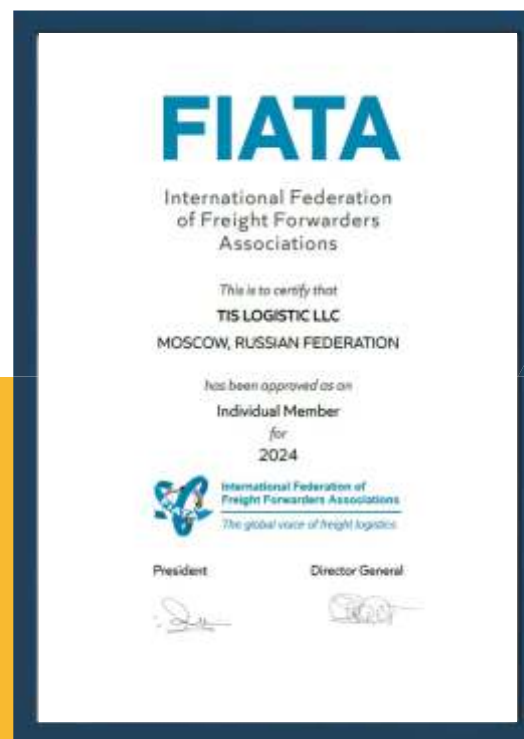 FIATA
International Federation
of Freight Forwarders
Associations
This is to certify that
TIS LOGISTIC LLC
MOSCOW, RUSSIAN FEDERATION
has been approved as an
Individual Member
for
2024
International Federation of
Freight Forwarders Associations
The global voice of freight logistics
President
Director General